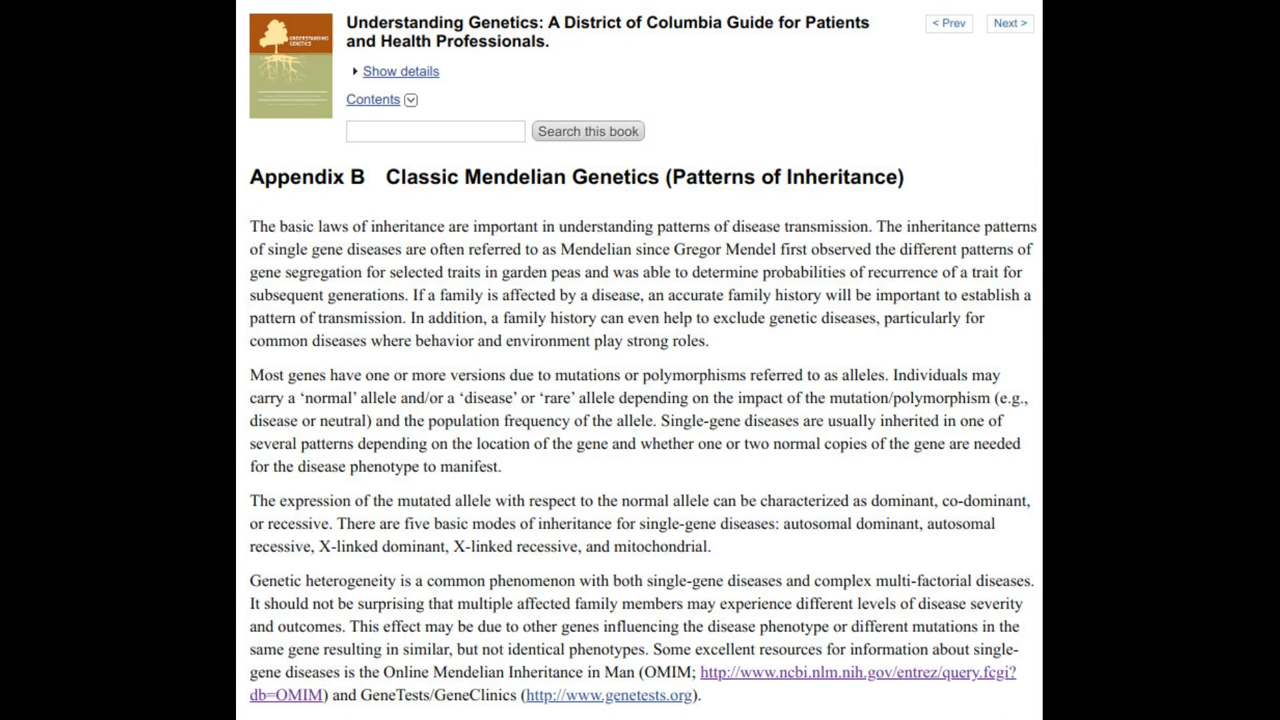 UNDERSTANDING
GENETICS
Understanding Genetics: A District of Columbia Guide for Patients
and Health Professionals.
Show details
Contents
Search this book
< Prev
Next >
Appendix B Classic Mendelian Genetics (Patterns of Inheritance)
The basic laws of inheritance are important in understanding patterns of disease transmission. The inheritance patterns
of single gene diseases are often referred to as Mendelian since Gregor Mendel first observed the different patterns of
gene segregation for selected traits in garden peas and was able to determine probabilities of recurrence of a trait for
subsequent generations. If a family is affected by a disease, an accurate family history will be important to establish a
pattern of transmission. In addition, a family history can even help to exclude genetic diseases, particularly for
common diseases where behavior and environment play strong roles.
Most genes have one or more versions due to mutations or polymorphisms referred to as alleles. Individuals may
carry a ‘normal’ allele and/or a ‘disease’ or ‘rare’ allele depending on the impact of the mutation/polymorphism (e.g.,
disease or neutral) and the population frequency of the allele. Single-gene diseases are usually inherited in one of
several patterns depending on the location of the gene and whether one or two normal copies of the gene are needed
for the disease phenotype to manifest.
The expression of the mutated allele with respect to the normal allele can be characterized as dominant, co-dominant,
or recessive. There are five basic modes of inheritance for single-gene diseases: autosomal dominant, autosomal
recessive, X-linked dominant, X-linked recessive, and mitochondrial.
Genetic heterogeneity is a common phenomenon with both single-gene diseases and complex multi-factorial diseases.
It should not be surprising that multiple affected family members may experience different levels of disease severity
and outcomes. This effect may be due to other genes influencing the disease phenotype or different mutations in the
same gene resulting in similar, but not identical phenotypes. Some excellent resources for information about single-
gene diseases is the Online Mendelian Inheritance in Man (OMIM; http://www.ncbi.nlm.nih.gov/entrez/query.fcgi?
db=OMIM) and GeneTests/GeneClinics (http://www.genetests.org).